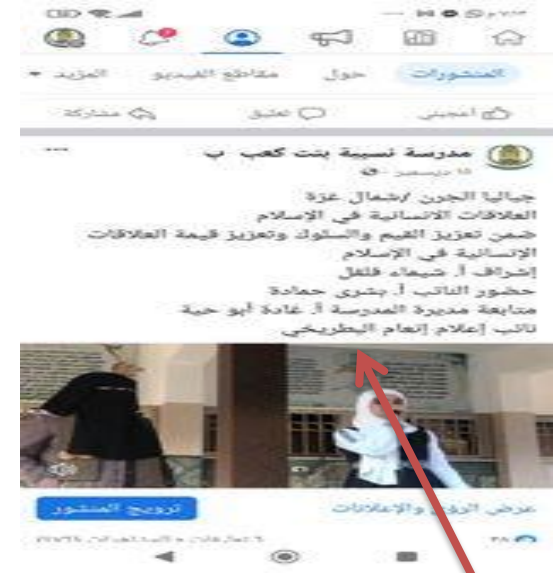 المنشورات حول مقاطع الفيديو المزيد
أعجبني تعليق مشاركة
مدرسة نسيبة بنت كعب ب
ديسمبر
جباليا الجرن /شمال غزة
العلاقات الانسانية في الإسلام
ضمن تعزيز القيم والسلوك وتعزيز قيمة العلاقات
الإنسانية في الإسلام
إشراف أ. شيماء فلفل
حضور النائب أ. بشرى حمادة
متابعة مديرة المدرسة أ. غادة أبو حية
نائب إعلام إنعام البطريخي
عرض الرؤى والإعلانات
ترويج المنشور